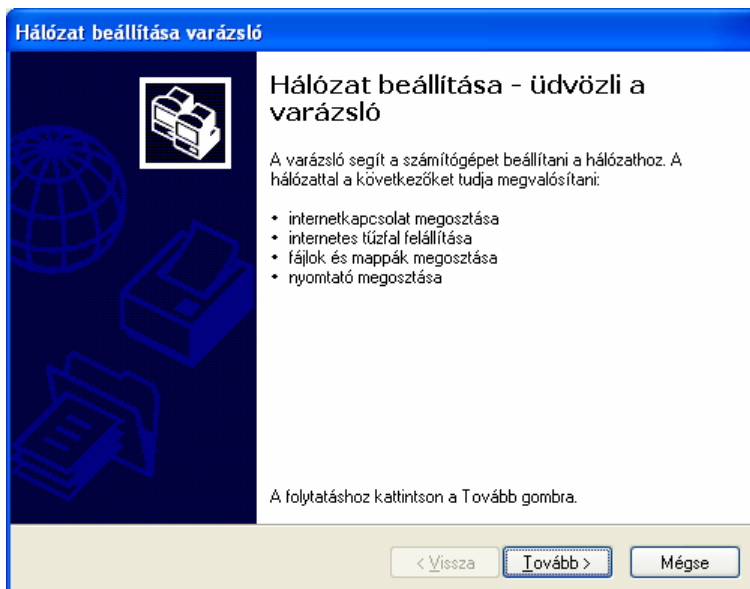 Hálózat beállítása varázsló
Hálózat beállítása - üdvözli a
varázsló
A varázsló segít a számítógépet beállítani a hálózathoz. A
hálózattal a következőket tudja megvalósítani:
• internetkapcsolat megosztása
• internetes tűzfal felállítása
• fájlok és mappák megosztása
• nyomtató megosztása
A folytatáshoz kattintson a Tovább gombra.
< Vissza Tovább > Mégse